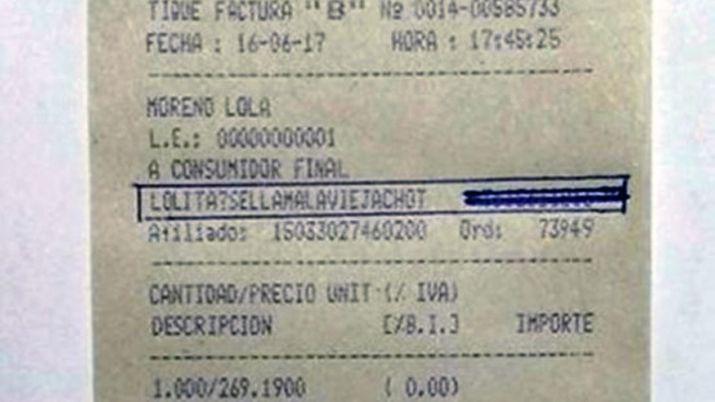 TIQUE FACTURA "B" Nº 0014-00585733
FECHA : 16-06-17 HORA : 17:45:25
MORENO LOLA
L.E.: 00000000001
A CONSUMIDOR FINAL
LOLITA?SELLAMALAVIEJACHOT
Afiliado: 15033027460200 Ord: 73949
CANTIDAD/PRECIO UNIT (% IVA)
DESCRIPCION [%B.I.] IMPORTE
1.000/269.1900 ( 0.00)